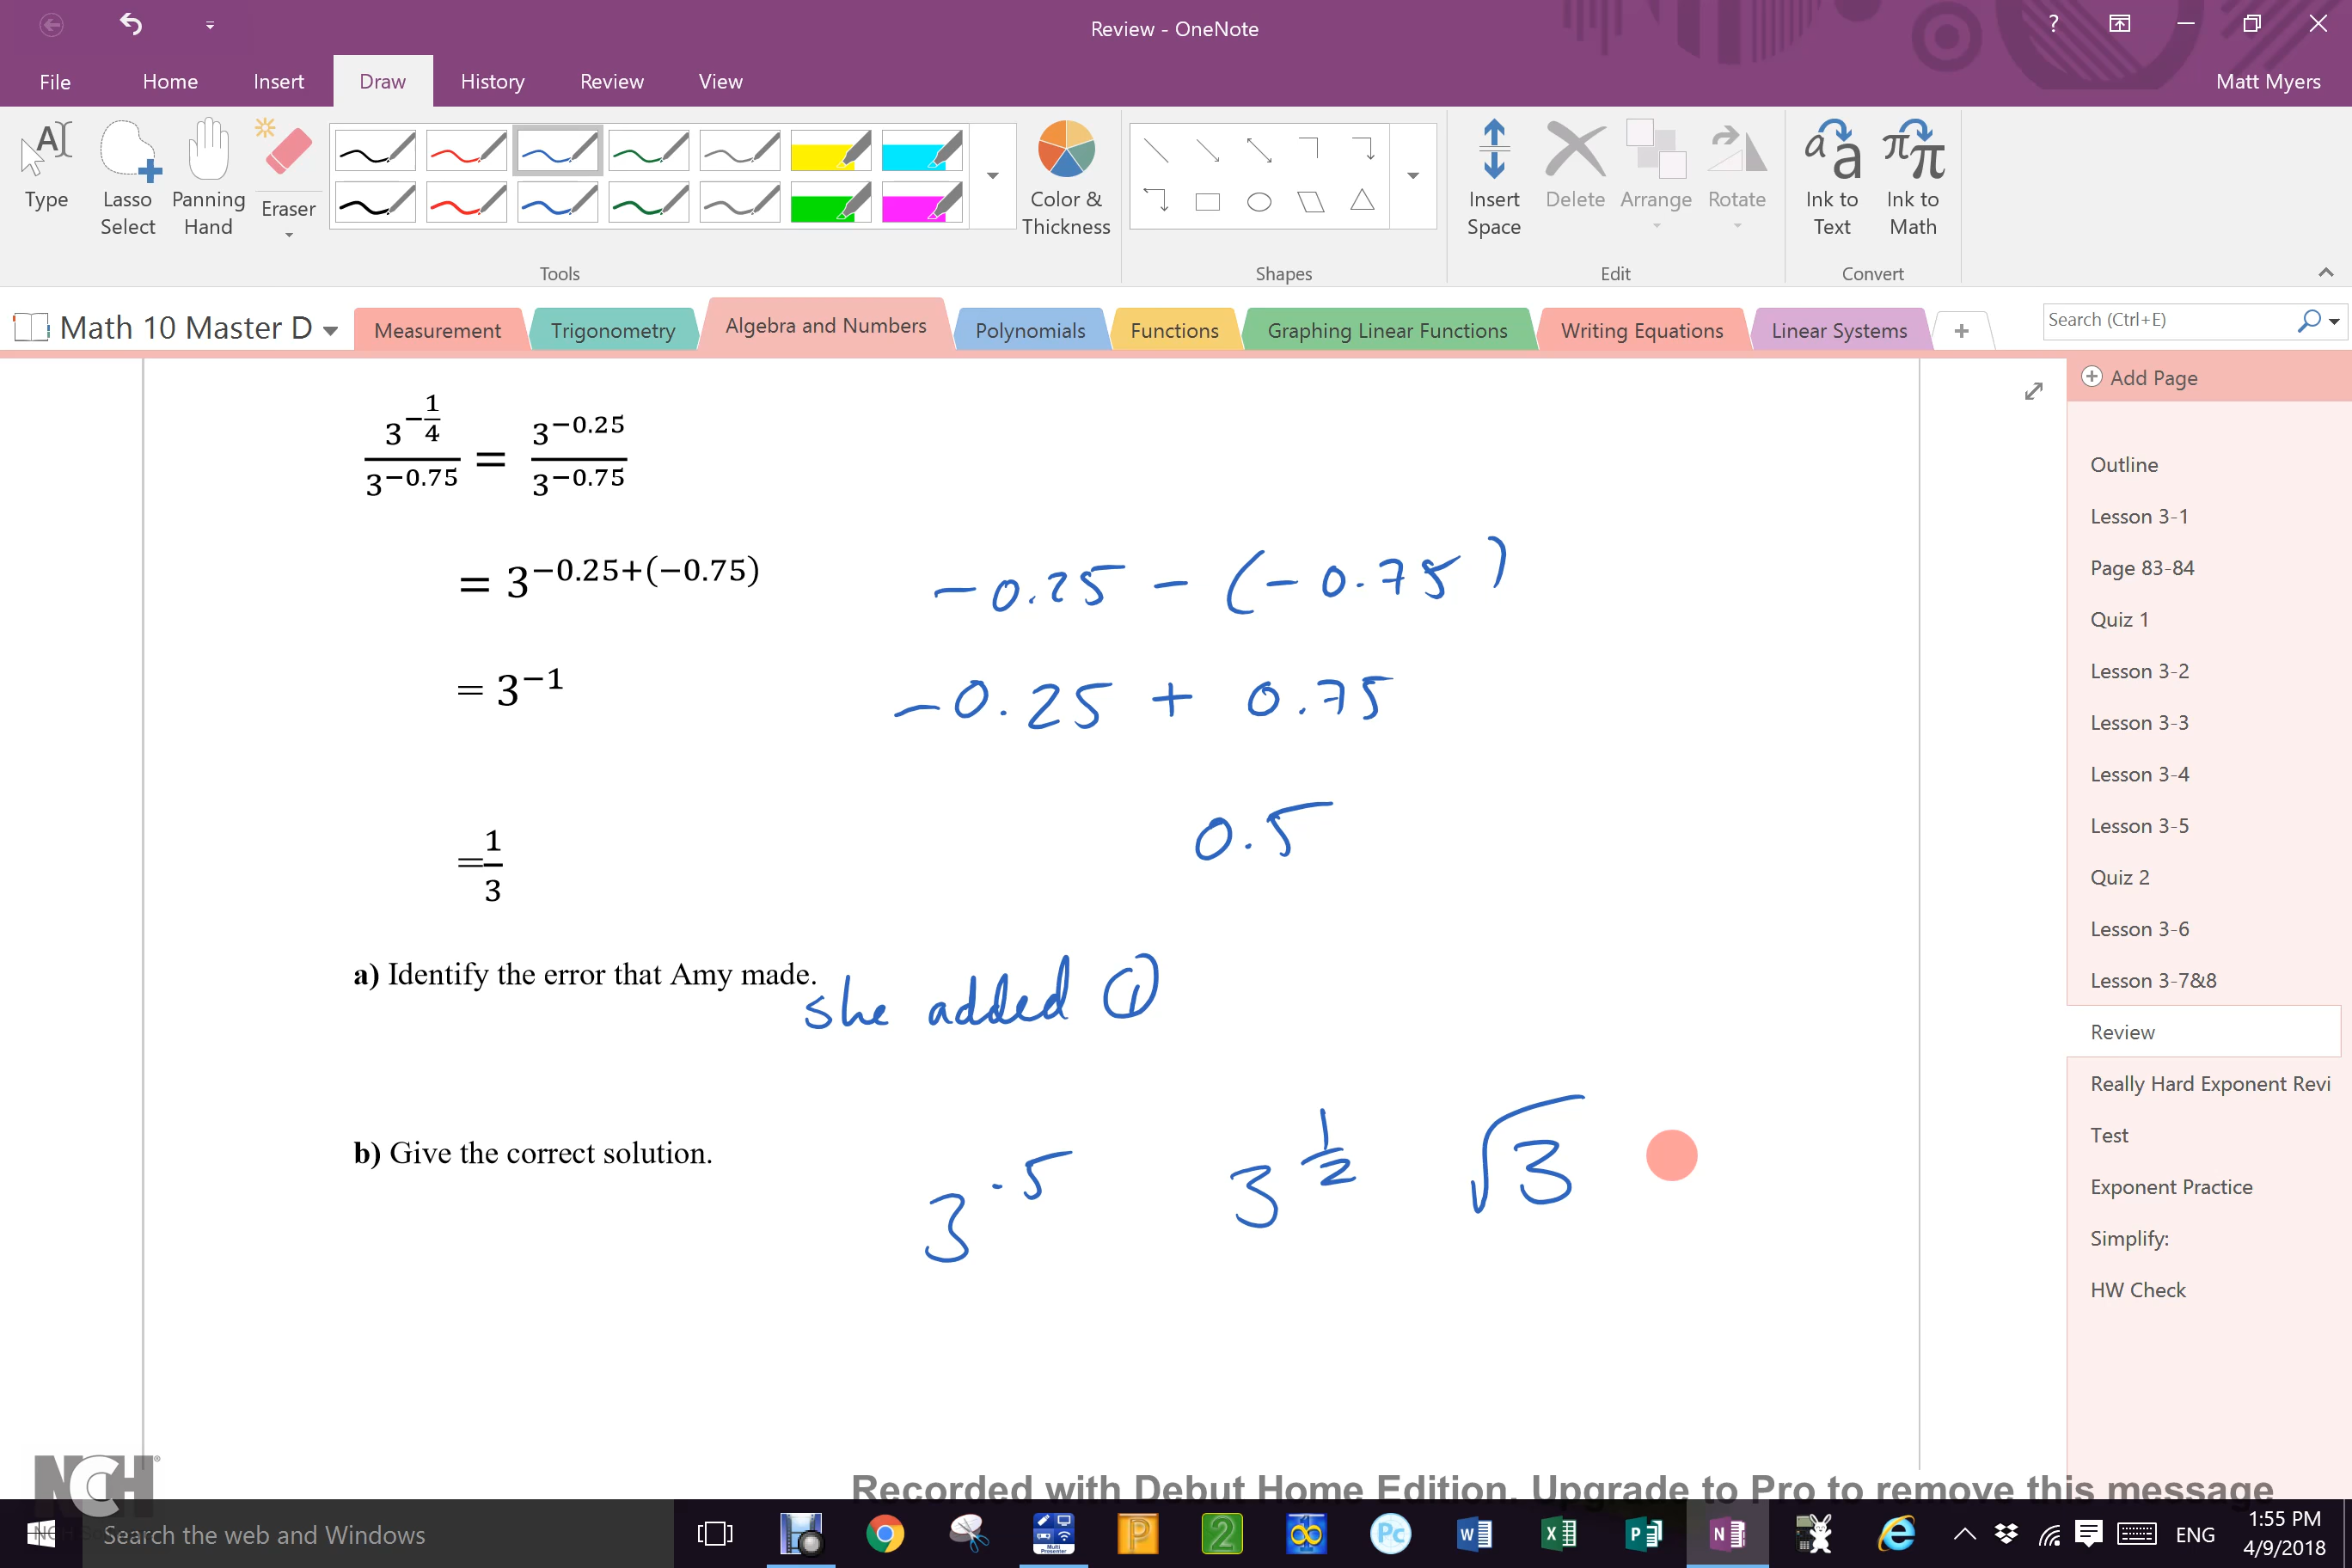 Review - OneNote
?
File Home Insert Draw History Review View Matt Myers
Type
Lasso Select
Panning Hand
Eraser
Color & Thickness
Insert Space
Delete
Arrange
Rotate
Ink to Text
Ink to Math
Tools Shapes Edit Convert
Math 10 Master D Measurement Trigonometry Algebra and Numbers Polynomials Functions Graphing Linear Functions Writing Equations Linear Systems + Search (Ctrl+E)
3^(−1/4) / 3^(−0.75) = 3^(−0.25) / 3^(−0.75)
= 3^(−0.25+(−0.75)) -0.25 - (-0.75)
= 3^(−1) -0.25 + 0.75
0.5
= 1/3
a) Identify the error that Amy made. she added (1)
b) Give the correct solution. 3^.5 3^(1/2) √3
Add Page
Outline
Lesson 3-1
Page 83-84
Quiz 1
Lesson 3-2
Lesson 3-3
Lesson 3-4
Lesson 3-5
Quiz 2
Lesson 3-6
Lesson 3-7&8
Review
Really Hard Exponent Revi
Test
Exponent Practice
Simplify:
HW Check
NCH
Recorded with Debut Home Edition. Upgrade to Pro to remove this message
Search the web and Windows
ENG
1:55 PM
4/9/2018